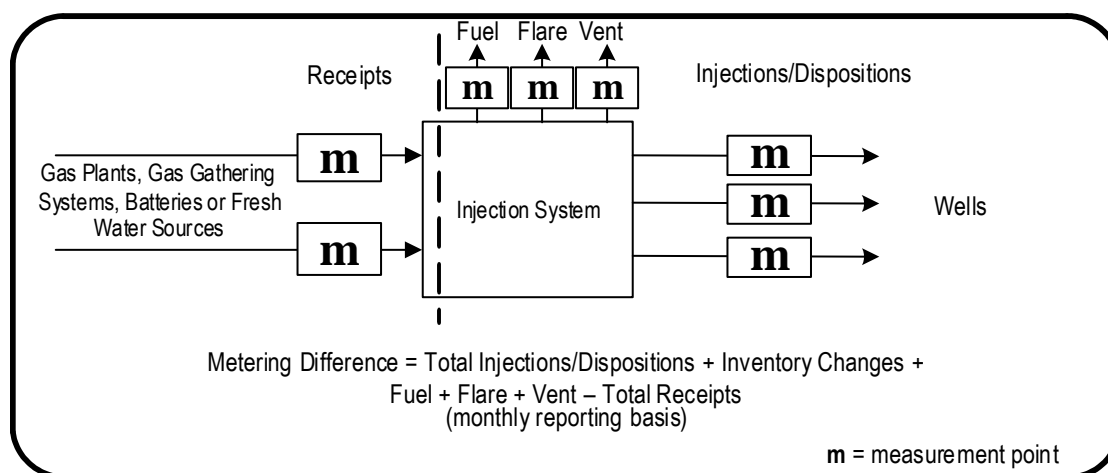 Fuel Flare Vent
m m m
Receipts
Injections/Dispositions
m
m
Gas Plants, Gas Gathering
Systems, Batteries or Fresh
Water Sources
Injection System
m
m
m
Wells
Metering Difference = Total Injections/Dispositions + Inventory Changes +
Fuel + Flare + Vent – Total Receipts
(monthly reporting basis)
m = measurement point